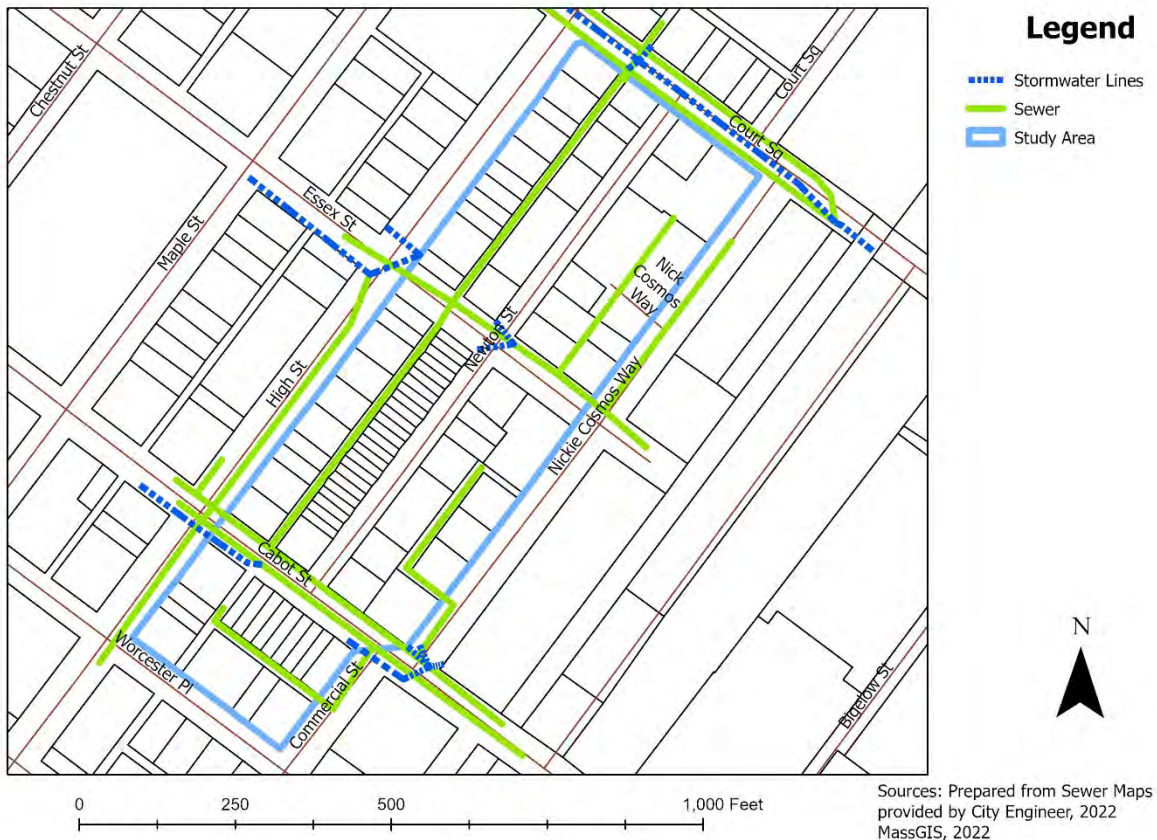 Legend
Stormwater Lines
Sewer
Study Area
Chestnut St
Court Sq
Court Sq
Essex St
Maple St
Nick
Cosmos
Way
Newton St
High St
Nickie Cosmos Way
Cabot St
Worcester Pl
Commercial St
Bigelow St
N
0 250 500 1,000 Feet
Sources: Prepared from Sewer Maps
provided by City Engineer, 2022
MassGIS, 2022